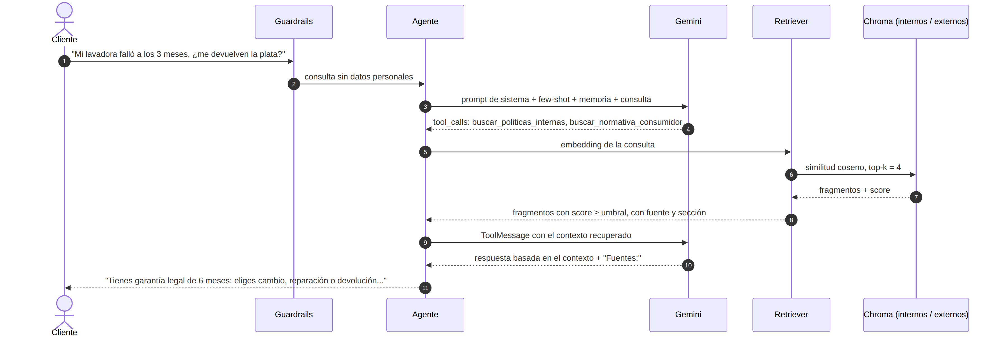 Guardrails
Agente
Gemini
Retriever
Chroma (internos / externos)
Cliente
"Mi lavadora falló a los 3 meses, ¿me devuelven la plata?"
1
consulta sin datos personales
2
prompt de sistema + few-shot + memoria + consulta
3
tool_calls: buscar_politicas_internas, buscar_normativa_consumidor
4
embedding de la consulta
5
similitud coseno, top-k = 4
6
fragmentos + score
7
fragmentos con score ≥ umbral, con fuente y sección
8
ToolMessage con el contexto recuperado
9
respuesta basada en el contexto + "Fuentes:"
10
"Tienes garantía legal de 6 meses: eliges cambio, reparación o devolución..."
11
Guardrails
Agente
Gemini
Retriever
Chroma (internos / externos)
Cliente